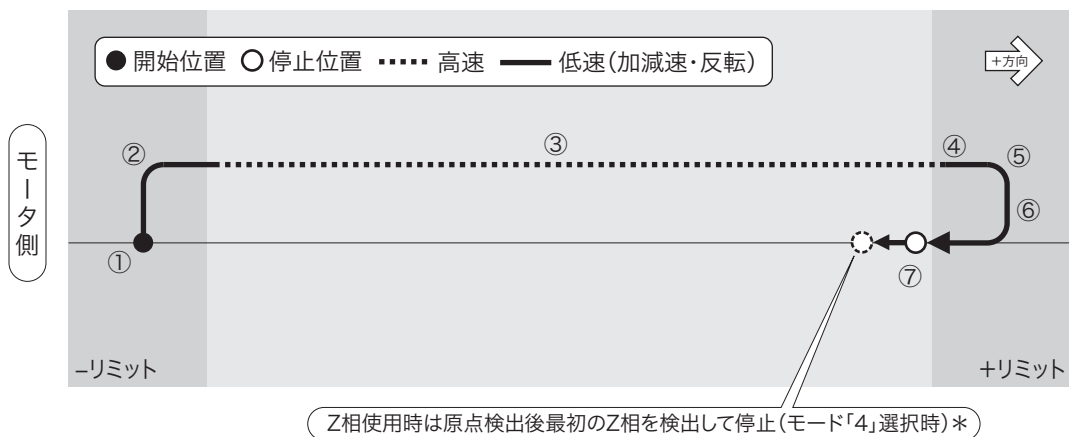 ●開始位置 ○停止位置 ‥‥ 高速 ── 低速(加減速・反転)
+方向
モータ側
② ③ ④ ⑤
⑥
① ⑦
−リミット +リミット
Z相使用時は原点検出後最初のZ相を検出して停止(モード「4」選択時)＊